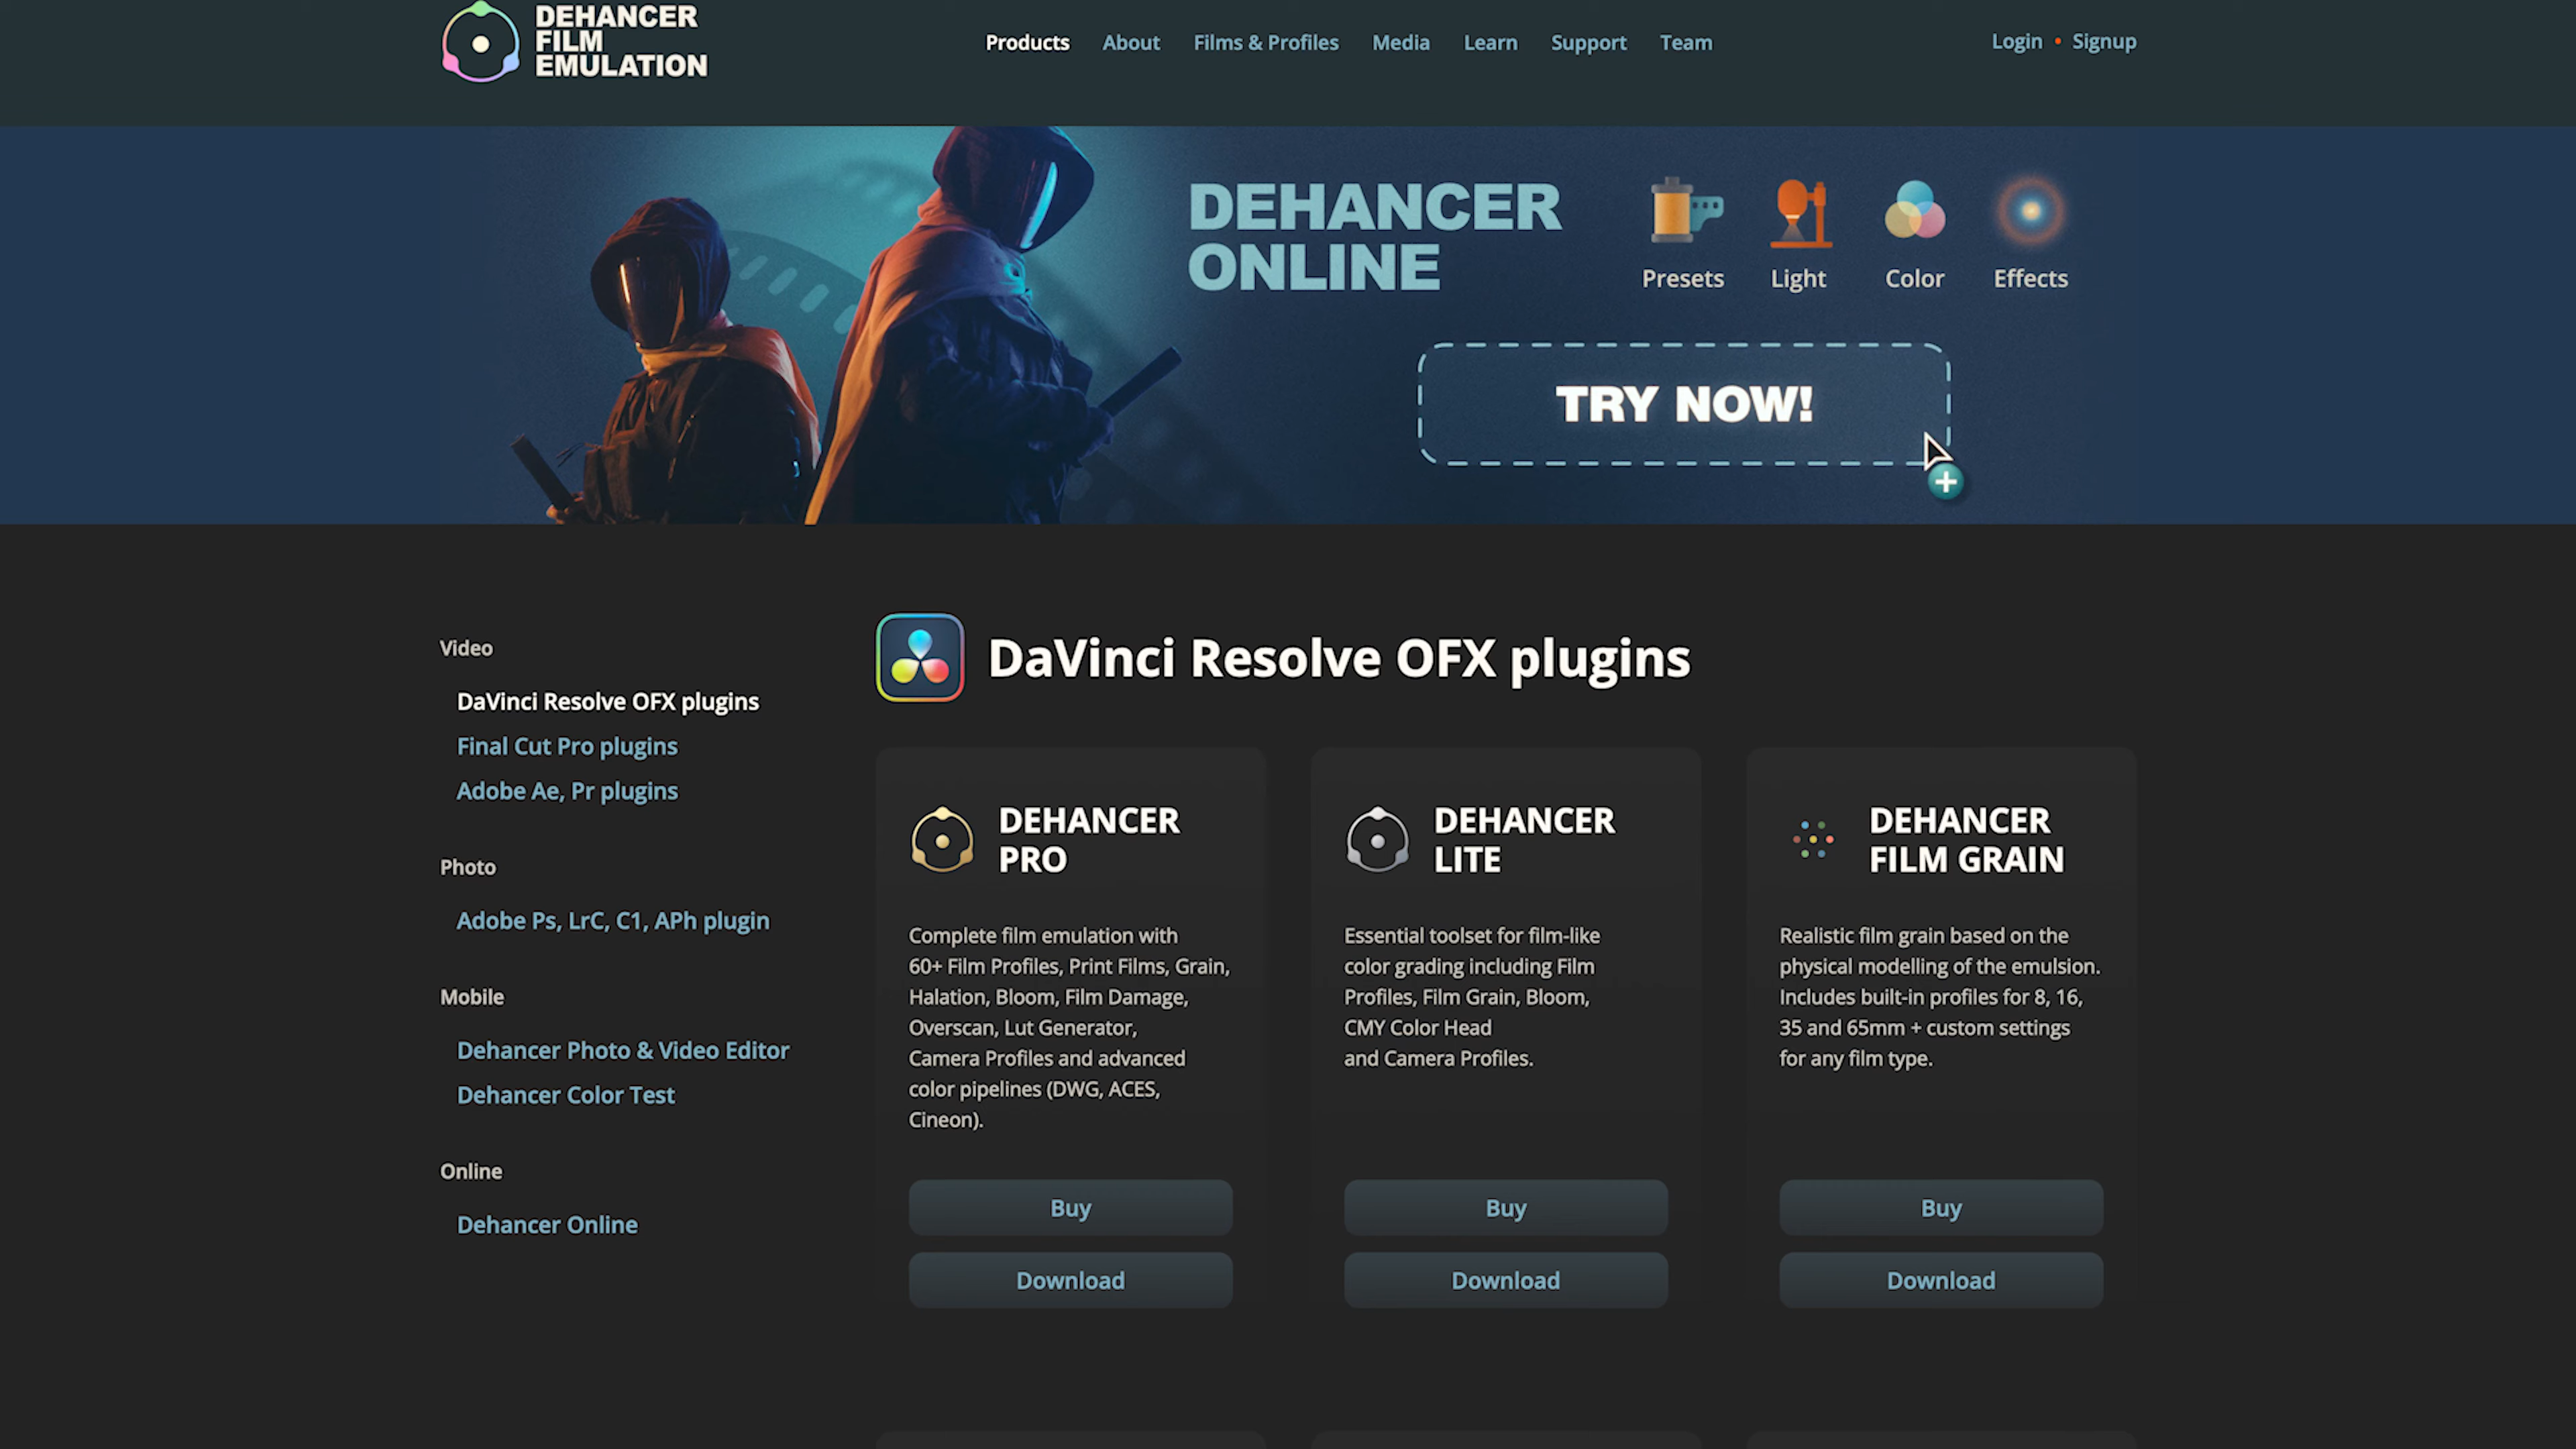 DEHANCER
FILM
EMULATION
Products
About
Films & Profiles
Media
Learn
Support
Team
Login • Signup
DEHANCER
ONLINE
Presets
Light
Color
Effects
TRY NOW!
Video
DaVinci Resolve OFX plugins
Final Cut Pro plugins
Adobe Ae, Pr plugins
Photo
Adobe Ps, LrC, C1, APh plugin
Mobile
Dehancer Photo & Video Editor
Dehancer Color Test
Online
Dehancer Online
DaVinci Resolve OFX plugins
DEHANCER
PRO
Complete film emulation with
60+ Film Profiles, Print Films, Grain,
Halation, Bloom, Film Damage,
Overscan, Lut Generator,
Camera Profiles and advanced
color pipelines (DWG, ACES,
Cineon).
Buy
Download
DEHANCER
LITE
Essential toolset for film-like
color grading including Film
Profiles, Film Grain, Bloom,
CMY Color Head
and Camera Profiles.
Buy
Download
DEHANCER
FILM GRAIN
Realistic film grain based on the
physical modelling of the emulsion.
Includes built-in profiles for 8, 16,
35 and 65mm + custom settings
for any film type.
Buy
Download